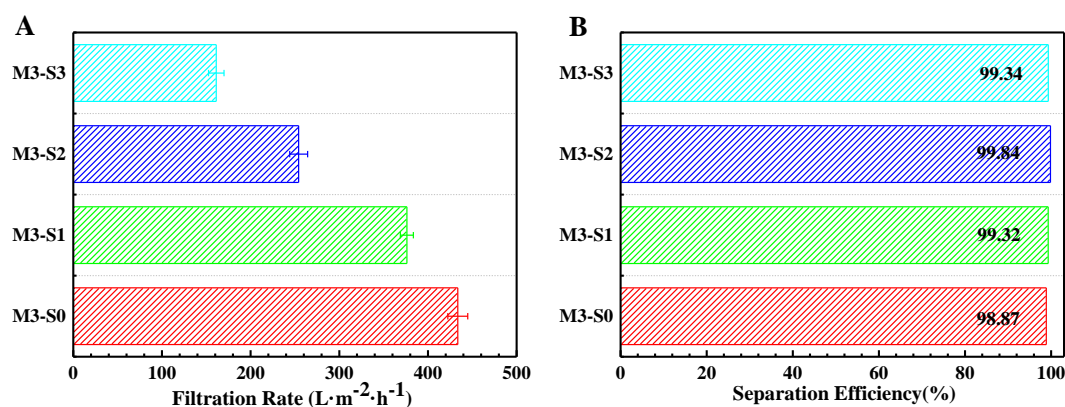 A
M3-S3
M3-S2
M3-S1
M3-S0
0 100 200 300 400 500
Filtration Rate (L·m⁻²·h⁻¹)
B
M3-S3 99.34
M3-S2 99.84
M3-S1 99.32
M3-S0 98.87
0 20 40 60 80 100
Separation Efficiency(%)